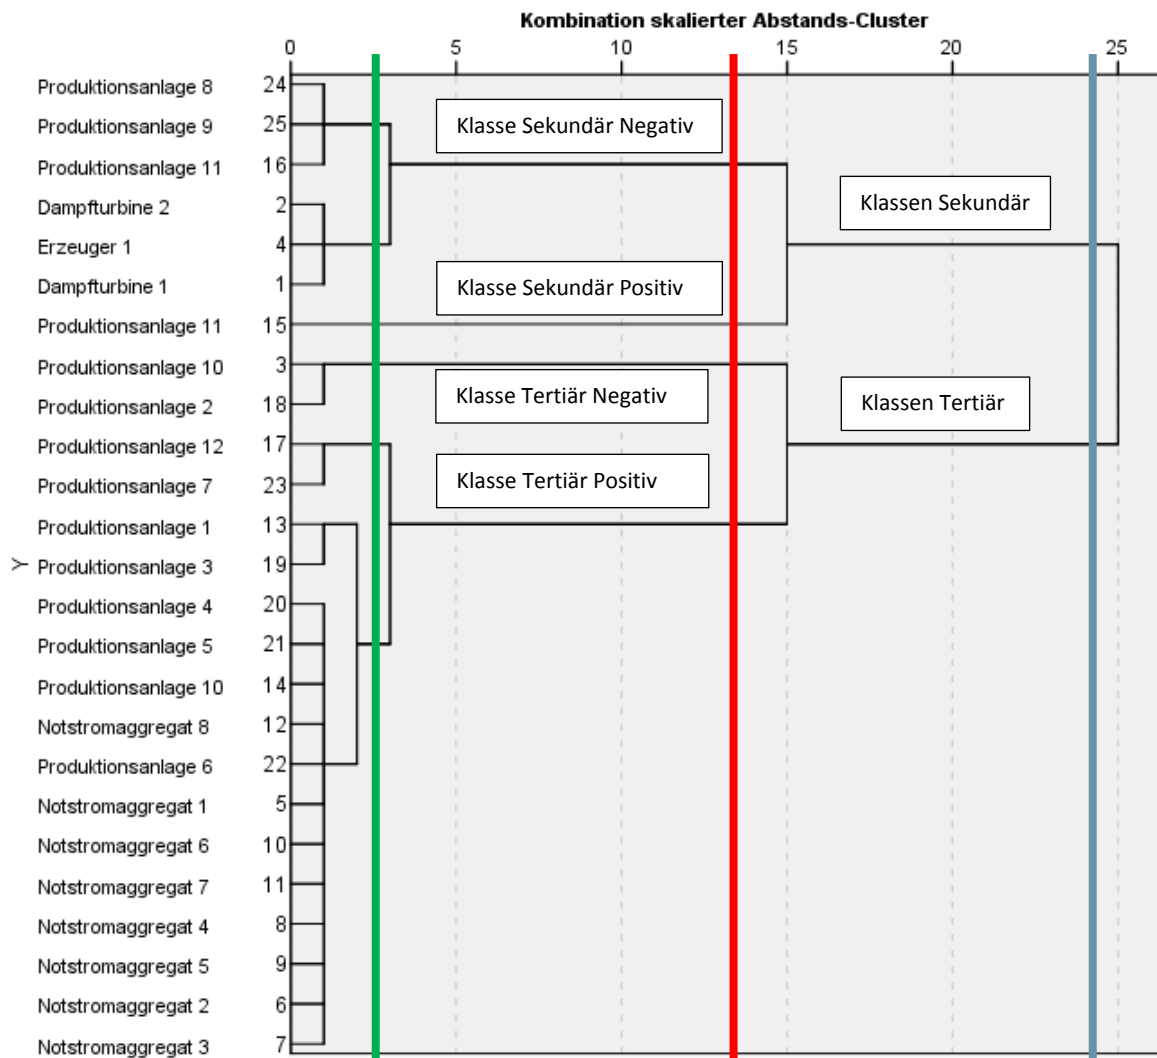 Kombination skalierter Abstands-Cluster
0 5 10 15 20 25
Produktionsanlage 8 24
Klasse Sekundär Negativ
Produktionsanlage 9 25
Produktionsanlage 11 16
Dampfturbine 2 2
Klassen Sekundär
Erzeuger 1 4
Dampfturbine 1 1
Klasse Sekundär Positiv
Produktionsanlage 11 15
Produktionsanlage 10 3
Klasse Tertiär Negativ
Klassen Tertiär
Produktionsanlage 2 18
Produktionsanlage 12 17
Klasse Tertiär Positiv
Produktionsanlage 7 23
Produktionsanlage 1 13
Y
Produktionsanlage 3 19
Produktionsanlage 4 20
Produktionsanlage 5 21
Produktionsanlage 10 14
Notstromaggregat 8 12
Produktionsanlage 6 22
Notstromaggregat 1 5
Notstromaggregat 6 10
Notstromaggregat 7 11
Notstromaggregat 4 8
Notstromaggregat 5 9
Notstromaggregat 2 6
Notstromaggregat 3 7